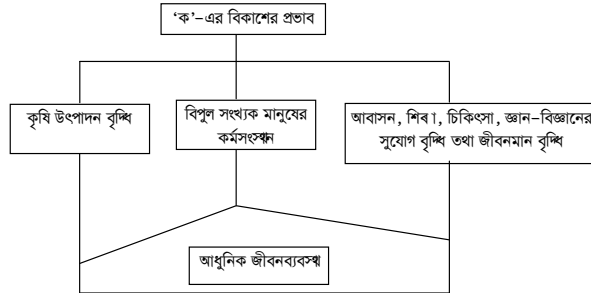 ‘ক’–এর বিকাশের প্রভাব
কৃষি উৎপাদন বৃদ্ধি
বিপুল সংখ্যক মানুষের
কর্মসংস্থান
আবাসন, শিৰা, চিকিৎসা, জ্ঞান–বিজ্ঞানের
সুযোগ বৃদ্ধি তথা জীবনমান বৃদ্ধি
আধুনিক জীবনব্যবস্থা